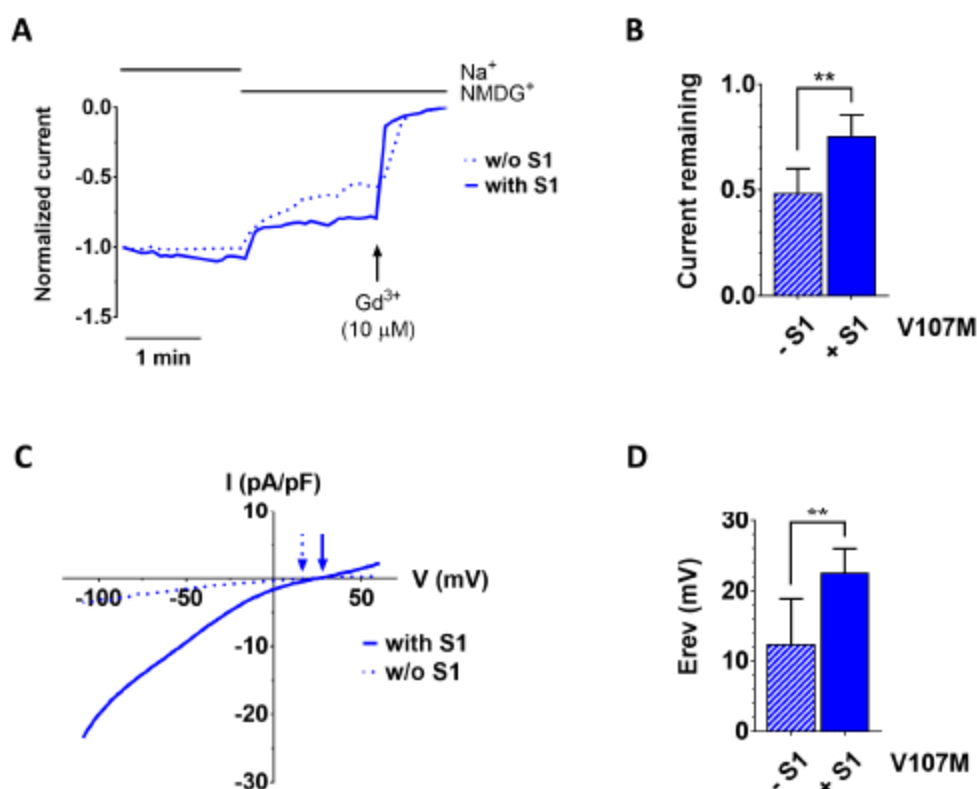 A
Na⁺
NMDG⁺
Normalized current
0.0
-0.5
-1.0
-1.5
w/o S1
with S1
Gd³⁺
(10 μM)
1 min
B
Current remaining
1.0
0.5
0.0
**
- S1
+ S1
V107M
C
I (pA/pF)
10
-10
-20
-30
-100
-50
50
V (mV)
with S1
w/o S1
D
Erev (mV)
30
20
10
0
**
- S1
+ S1
V107M